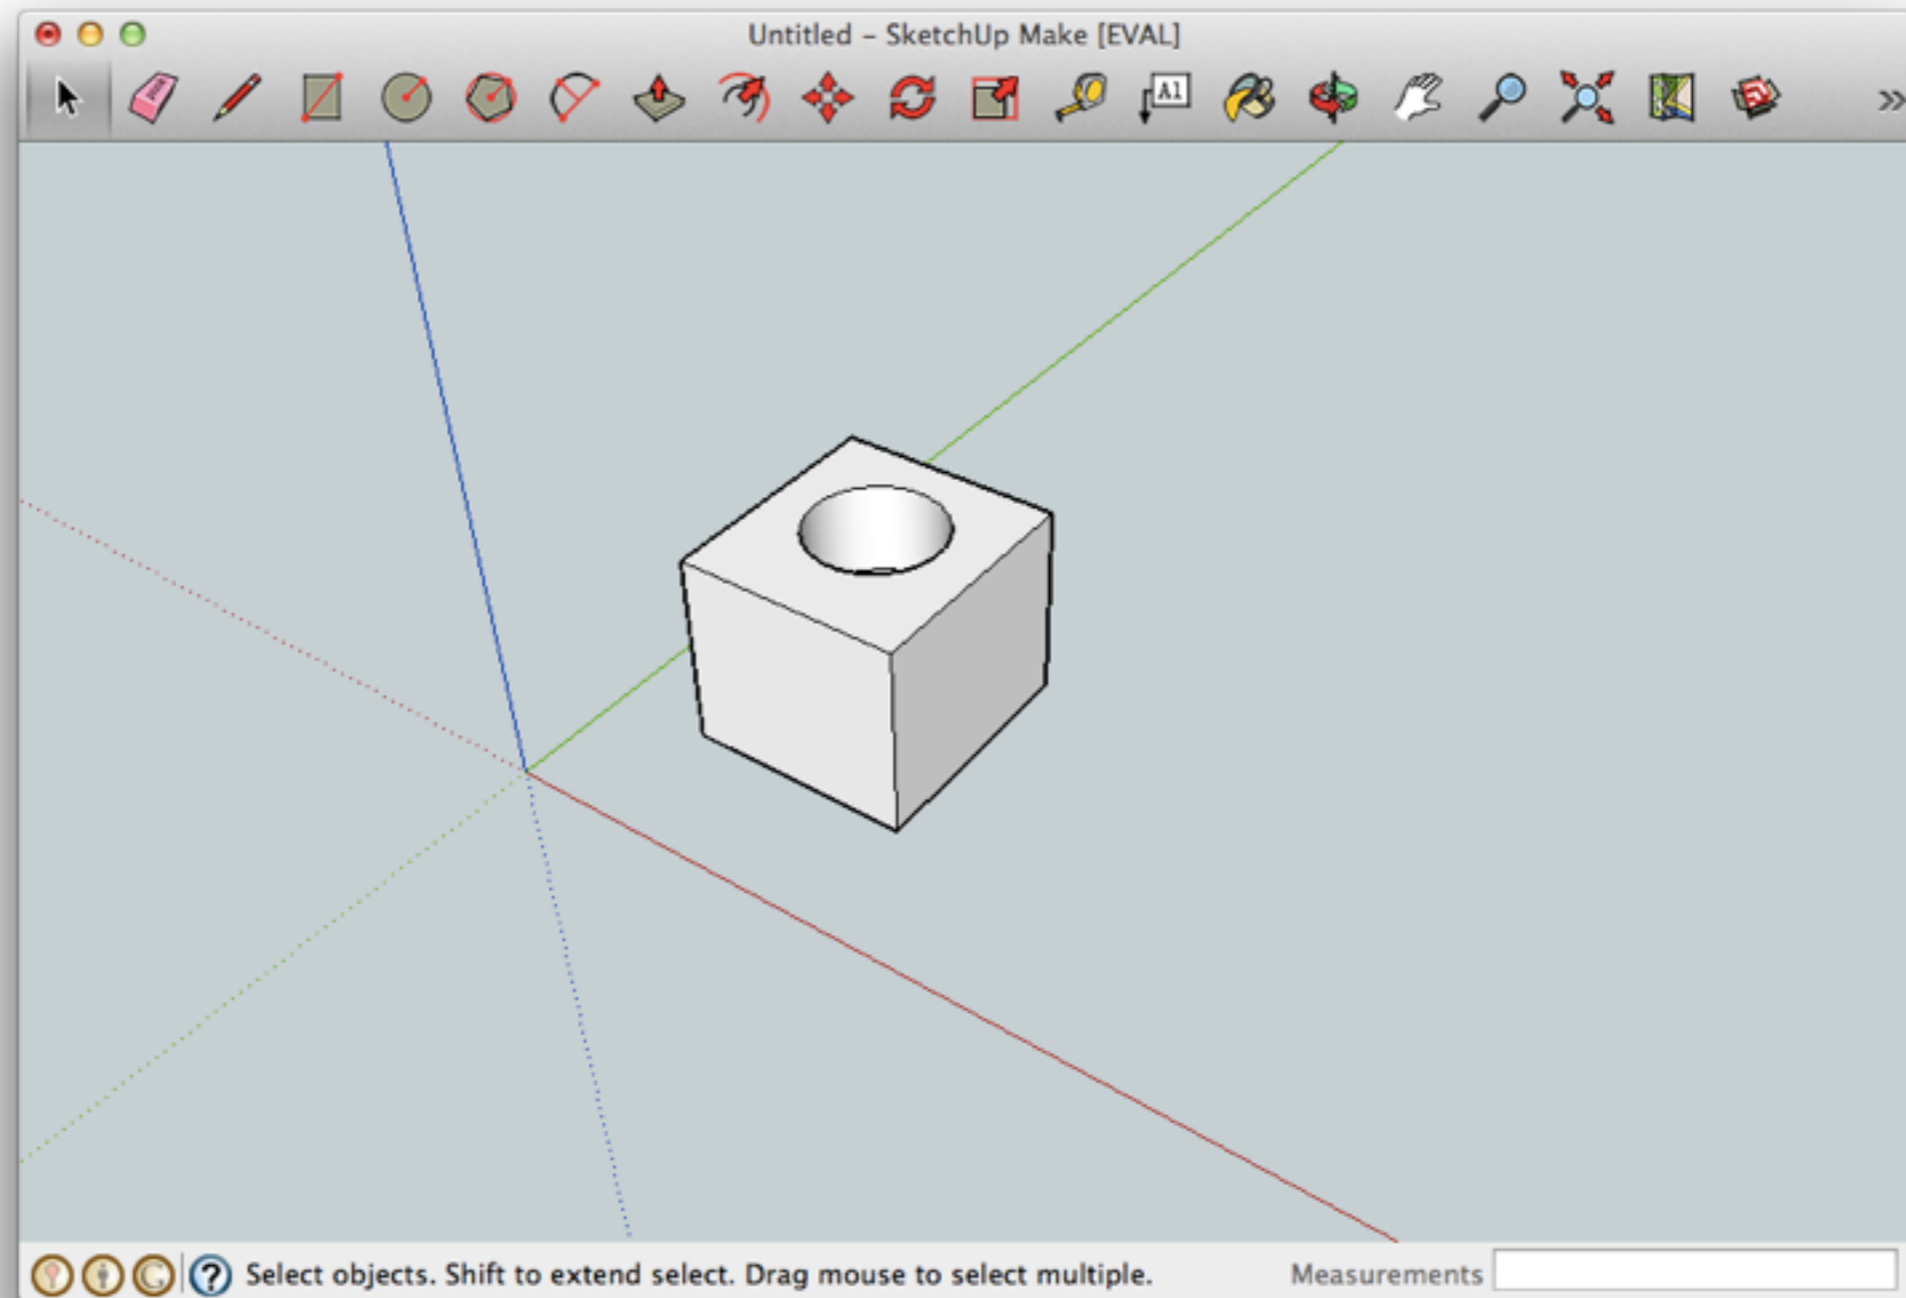 Untitled – SketchUp Make [EVAL]
A1
Select objects. Shift to extend select. Drag mouse to select multiple.
Measurements